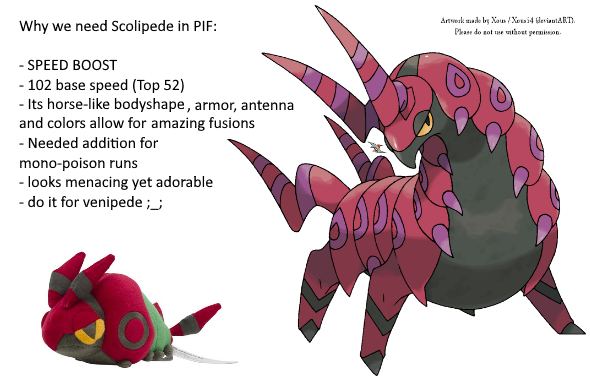 Why we need Scolipede in PIF:
- SPEED BOOST
- 102 base speed (Top 52)
- Its horse-like bodyshape, armor, antenna
and colors allow for amazing fusions
- Needed addition for
mono-poison runs
- looks menacing yet adorable
- do it for venipede ;_;
Artwork made by Xous / Xous54 (deviantART).
Please do not use without permission.